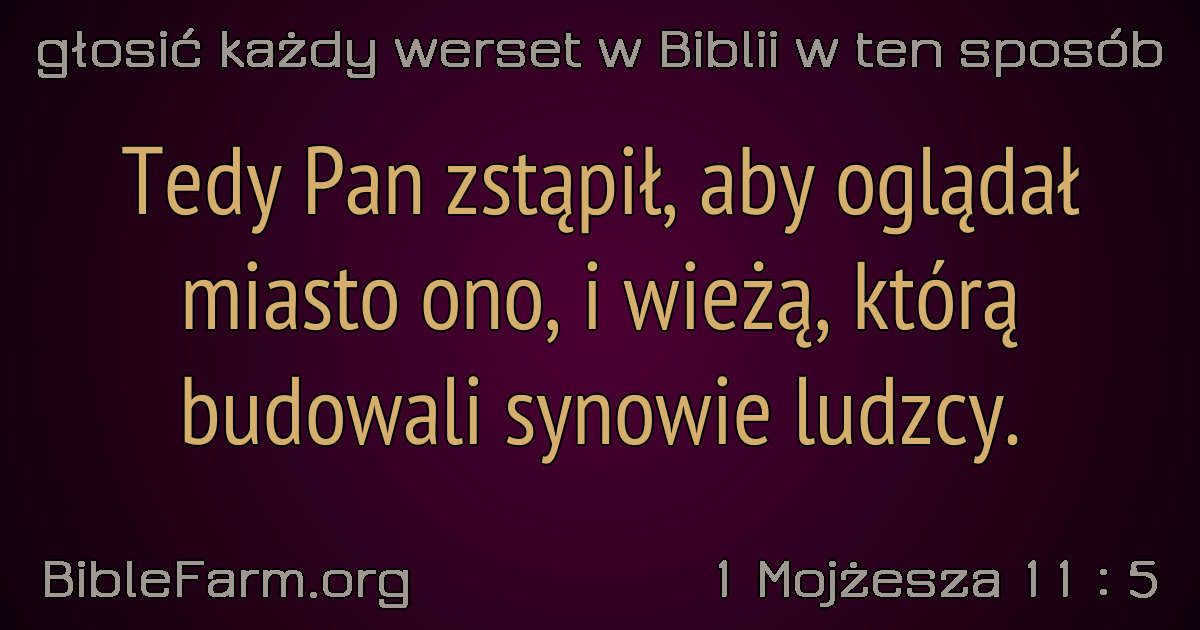 głosić każdy werset w Biblii w ten sposób
Tedy Pan zstąpił, aby oglądał
miasto ono, i wieżą, którą
budowali synowie ludzcy.
BibleFarm.org
1 Mojżesza 11 : 5